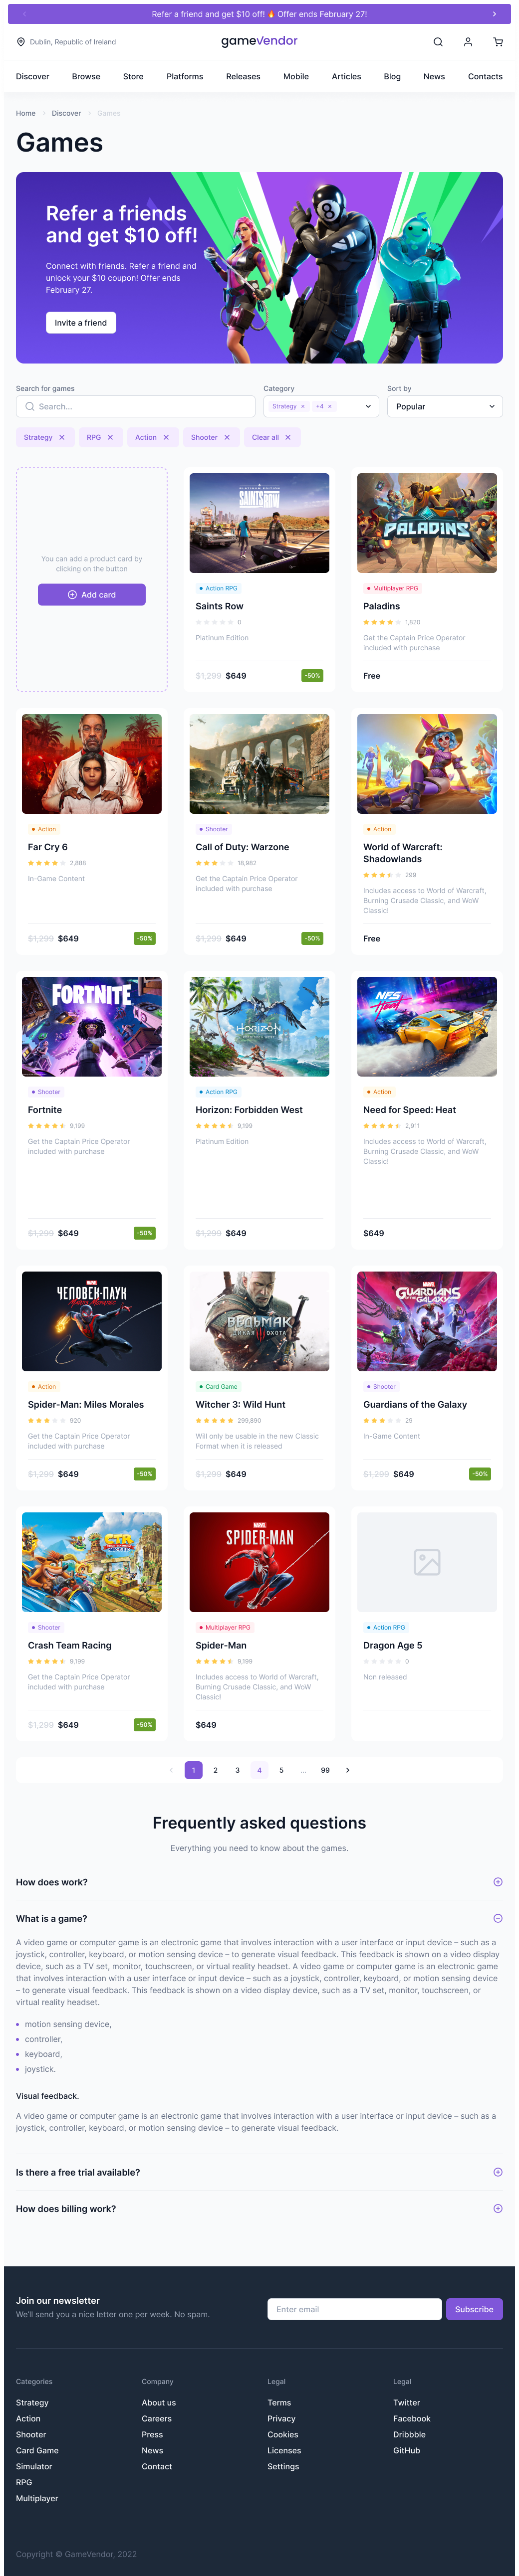 Refer a friend and get $10 off! 🔥 Offer ends February 27!
Dublin, Republic of Ireland
gameVendor
Discover Browse Store Platforms Releases Mobile Articles Blog News Contacts
Home Discover Games
Games
Refer a friends
and get $10 off!
Connect with friends. Refer a friend and
unlock your $10 coupon! Offer ends
February 27.
Invite a friend
Search for games
Search...
Category
Strategy × +4 ×
Sort by
Popular
Strategy × RPG × Action × Shooter × Clear all ×
You can add a product card by
clicking on the button
Add card
PLATINUM EDITION
SAINTS ROW
Action RPG
Saints Row
0
Platinum Edition
$1,299 $649 -50%
PALADINS
Multiplayer RPG
Paladins
1,820
Get the Captain Price Operator
included with purchase
Free
Action
Far Cry 6
2,888
In-Game Content
$1,299 $649 -50%
Shooter
Call of Duty: Warzone
16,982
Get the Captain Price Operator
included with purchase
$1,299 $649 -50%
Action
World of Warcraft:
Shadowlands
299
Includes access to World of Warcraft,
Burning Crusade Classic, and WoW
Classic!
Free
FORTNITE
Shooter
Fortnite
9,199
Get the Captain Price Operator
included with purchase
$1,299 $649 -50%
HORIZON
Action RPG
Horizon: Forbidden West
9,199
Platinum Edition
$1,299 $649
NFS
Heat
Action
Need for Speed: Heat
2,911
Includes access to World of Warcraft,
Burning Crusade Classic, and WoW
Classic!
$649
MARVEL
ЧЕЛОВЕК-ПАУК
Action
Spider-Man: Miles Morales
920
Get the Captain Price Operator
included with purchase
$1,299 $649 -50%
ВЕДЬМАК
ДИКАЯ ОХОТА
Card Game
Witcher 3: Wild Hunt
299,890
Will only be usable in the new Classic
Format when it is released
$1,299 $649
MARVEL
GUARDIANS
OF THE GALAXY
Shooter
Guardians of the Galaxy
29
In-Game Content
$1,299 $649 -50%
CTR
Shooter
Crash Team Racing
9,199
Get the Captain Price Operator
included with purchase
$1,299 $649 -50%
MARVEL
SPIDER-MAN
Multiplayer RPG
Spider-Man
9,199
Includes access to World of Warcraft,
Burning Crusade Classic, and WoW
Classic!
$649
Action RPG
Dragon Age 5
0
Non released
1 2 3 4 5 ... 99
Frequently asked questions
Everything you need to know about the games.
How does work?
What is a game?
A video game or computer game is an electronic game that involves interaction with a user interface or input device – such as a
joystick, controller, keyboard, or motion sensing device – to generate visual feedback. This feedback is shown on a video display
device, such as a TV set, monitor, touchscreen, or virtual reality headset. A video game or computer game is an electronic game
that involves interaction with a user interface or input device – such as a joystick, controller, keyboard, or motion sensing device
– to generate visual feedback. This feedback is shown on a video display device, such as a TV set, monitor, touchscreen, or
virtual reality headset.
motion sensing device,
controller,
keyboard,
joystick.
Visual feedback.
A video game or computer game is an electronic game that involves interaction with a user interface or input device – such as a
joystick, controller, keyboard, or motion sensing device – to generate visual feedback.
Is there a free trial available?
How does billing work?
Join our newsletter
We'll send you a nice letter one per week. No spam.
Enter email
Subscribe
Categories
Strategy
Action
Shooter
Card Game
Simulator
RPG
Multiplayer
Company
About us
Careers
Press
News
Contact
Legal
Terms
Privacy
Cookies
Licenses
Settings
Legal
Twitter
Facebook
Dribbble
GitHub
Copyright © GameVendor, 2022